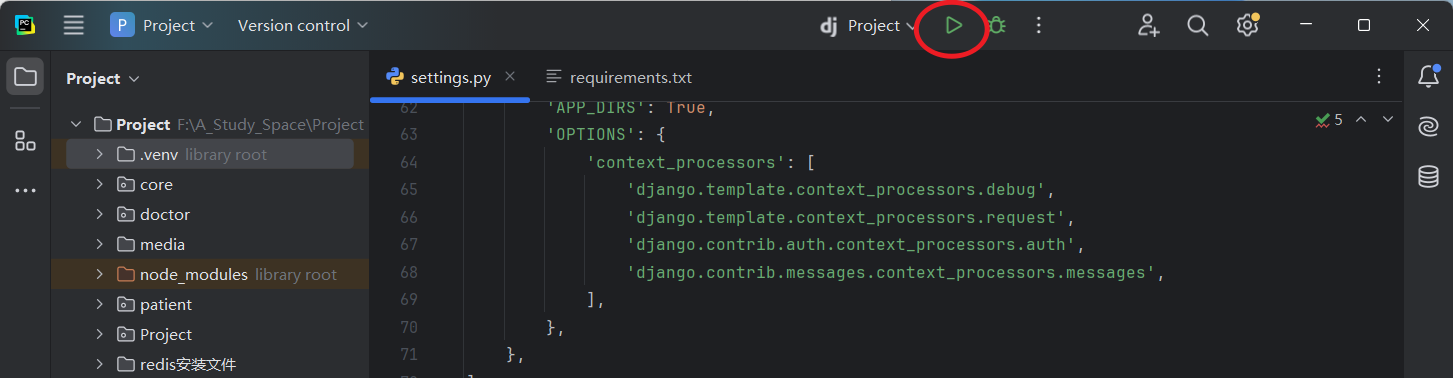 PC
P Project Version control dj Project
Project
settings.py requirements.txt
Project F:\A_Study_Space\Project
.venv library root
core
doctor
media
node_modules library root
patient
Project
redis安装文件
62 'APP_DIRS': True,
63 'OPTIONS': {
64 'context_processors': [
65 'django.template.context_processors.debug',
66 'django.template.context_processors.request',
67 'django.contrib.auth.context_processors.auth',
68 'django.contrib.messages.context_processors.messages',
69 ],
70 },
71 },
5